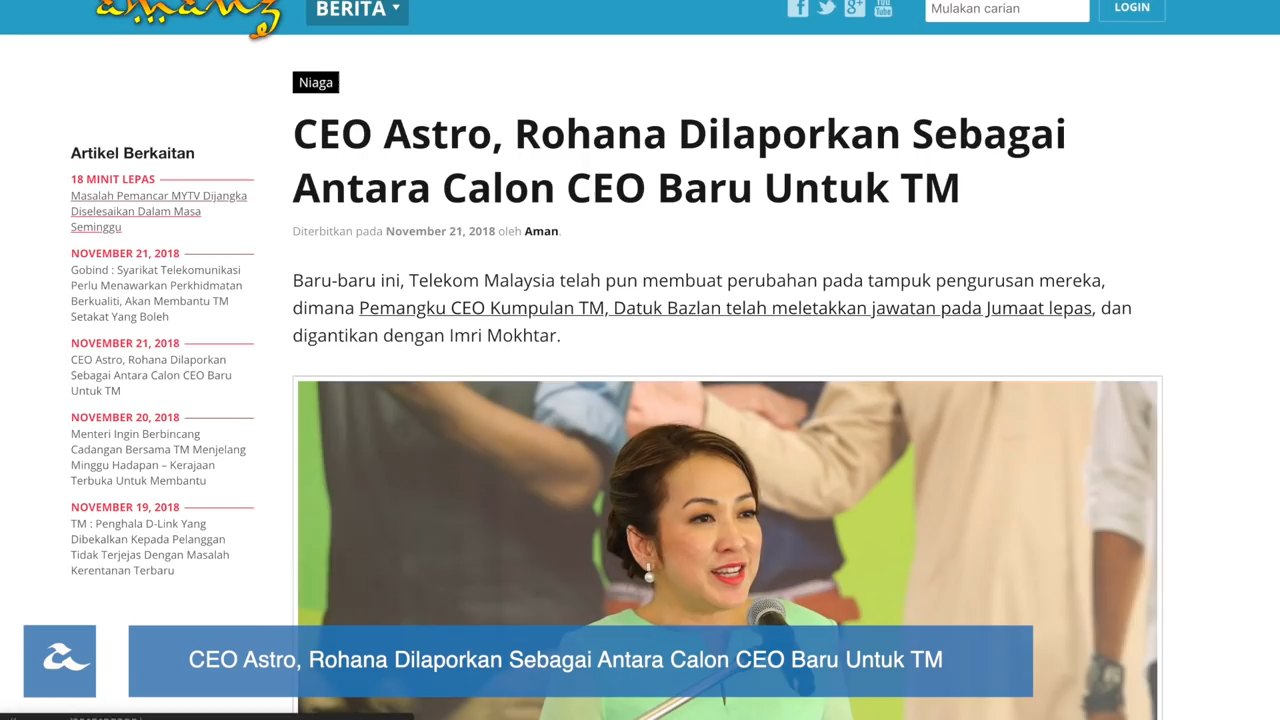 amanz
BERITA
Mulakan carian
LOGIN
Niaga
CEO Astro, Rohana Dilaporkan Sebagai
Antara Calon CEO Baru Untuk TM
Diterbitkan pada November 21, 2018 oleh Aman.
Baru-baru ini, Telekom Malaysia telah pun membuat perubahan pada tampuk pengurusan mereka,
dimana Pemangku CEO Kumpulan TM, Datuk Bazlan telah meletakkan jawatan pada Jumaat lepas, dan
digantikan dengan Imri Mokhtar.
Artikel Berkaitan
18 MINIT LEPAS
Masalah Pemancar MYTV Dijangka
Diselesaikan Dalam Masa
Seminggu
NOVEMBER 21, 2018
Gobind : Syarikat Telekomunikasi
Perlu Menawarkan Perkhidmatan
Berkualiti, Akan Membantu TM
Setakat Yang Boleh
NOVEMBER 21, 2018
CEO Astro, Rohana Dilaporkan
Sebagai Antara Calon CEO Baru
Untuk TM
NOVEMBER 20, 2018
Menteri Ingin Berbincang
Cadangan Bersama TM Menjelang
Minggu Hadapan – Kerajaan
Terbuka Untuk Membantu
NOVEMBER 19, 2018
TM : Penghala D-Link Yang
Dibekalkan Kepada Pelanggan
Tidak Terjejas Dengan Masalah
Kerentanan Terbaru
CEO Astro, Rohana Dilaporkan Sebagai Antara Calon CEO Baru Untuk TM